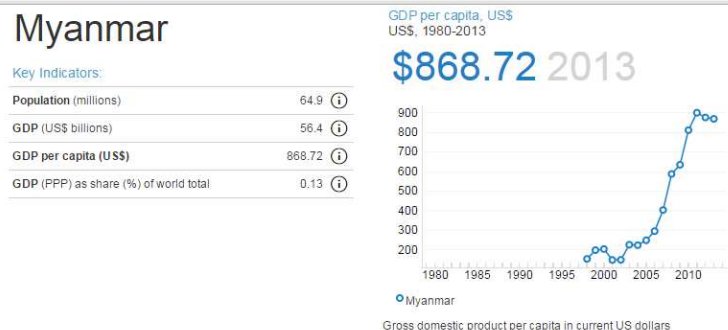 Myanmar
Key Indicators:
Population (millions) 64.9
GDP (US$ billions) 56.4
GDP per capita (US$) 868.72
GDP (PPP) as share (%) of world total 0.13
GDP per capita, US$
US$, 1980-2013
$868.72 2013
900
800
700
600
500
400
300
200
1980 1985 1990 1995 2000 2005 2010
Myanmar
Gross domestic product per capita in current US dollars